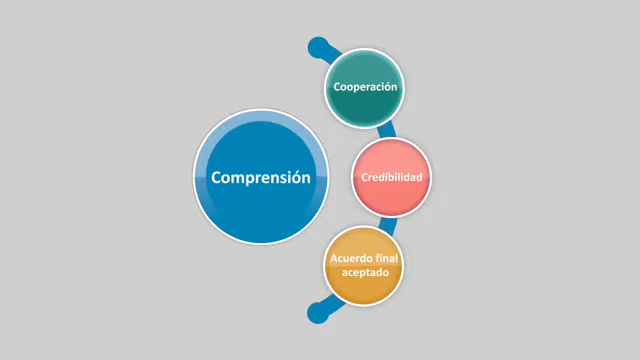 Cooperación
Comprensión
Credibilidad
Acuerdo final
aceptado